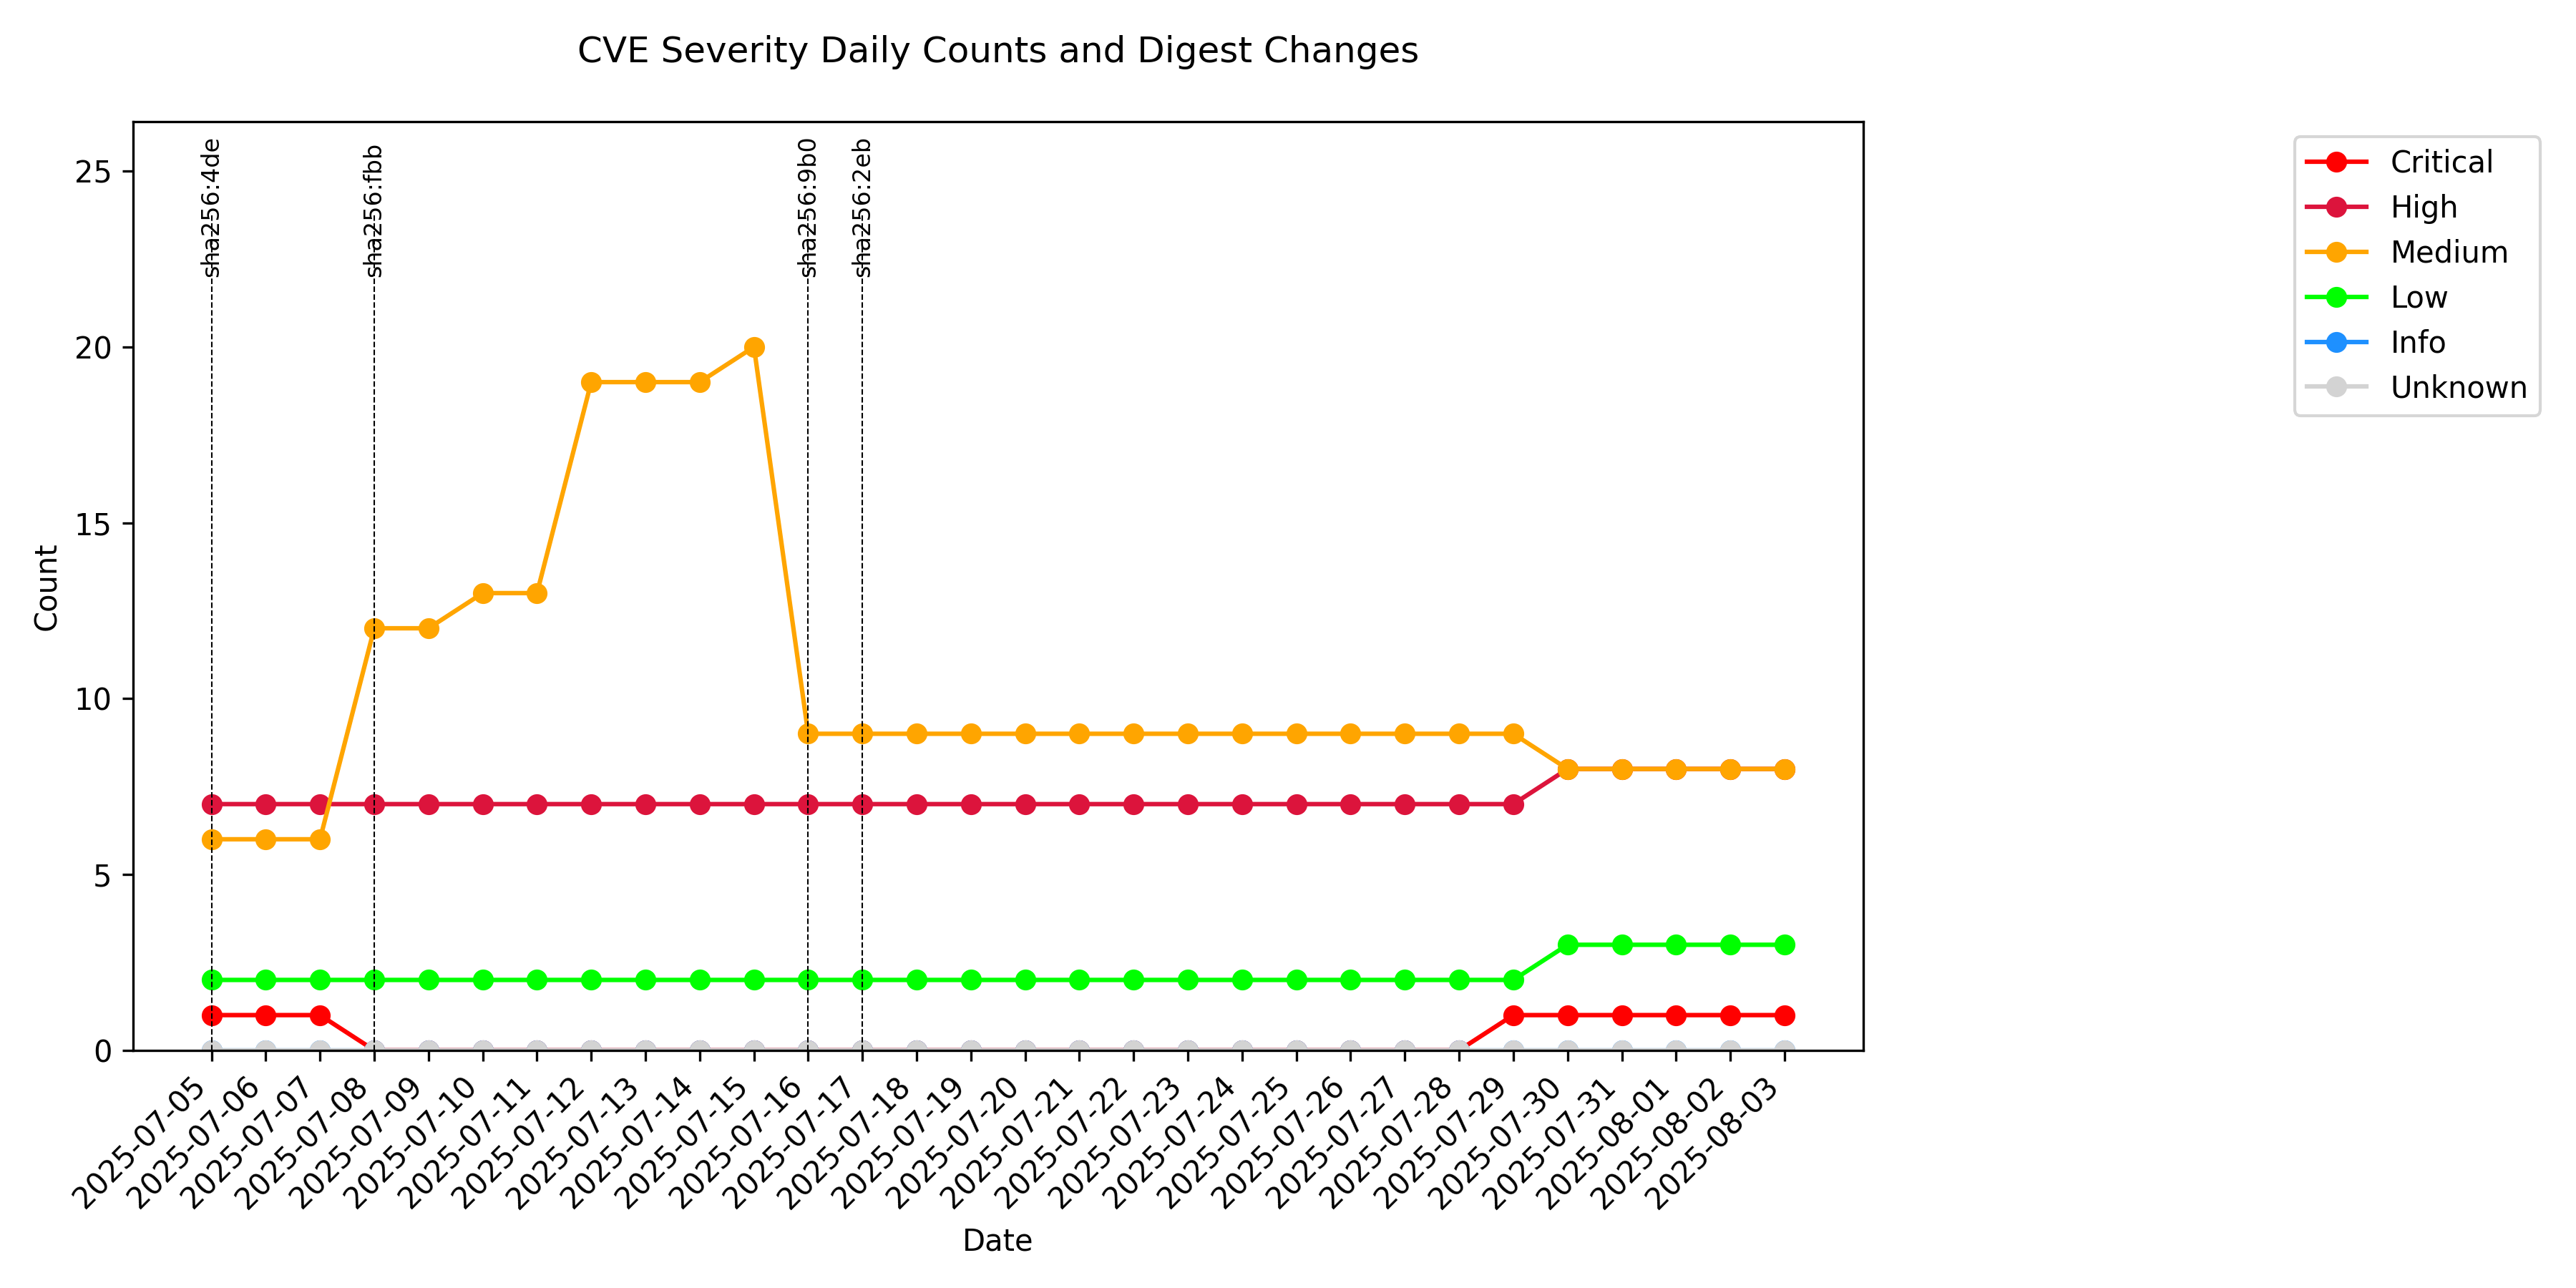 CVE Severity Daily Counts and Digest Changes
sha256:4de
sha256:fbb
sha256:9b0
sha256:2eb
Critical
High
Medium
Low
Info
Unknown
25
20
15
10
5
0
Count
2025-07-05
2025-07-06
2025-07-07
2025-07-08
2025-07-09
2025-07-10
2025-07-11
2025-07-12
2025-07-13
2025-07-14
2025-07-15
2025-07-16
2025-07-17
2025-07-18
2025-07-19
2025-07-20
2025-07-21
2025-07-22
2025-07-23
2025-07-24
2025-07-25
2025-07-26
2025-07-27
2025-07-28
2025-07-29
2025-07-30
2025-07-31
2025-08-01
2025-08-02
2025-08-03
Date